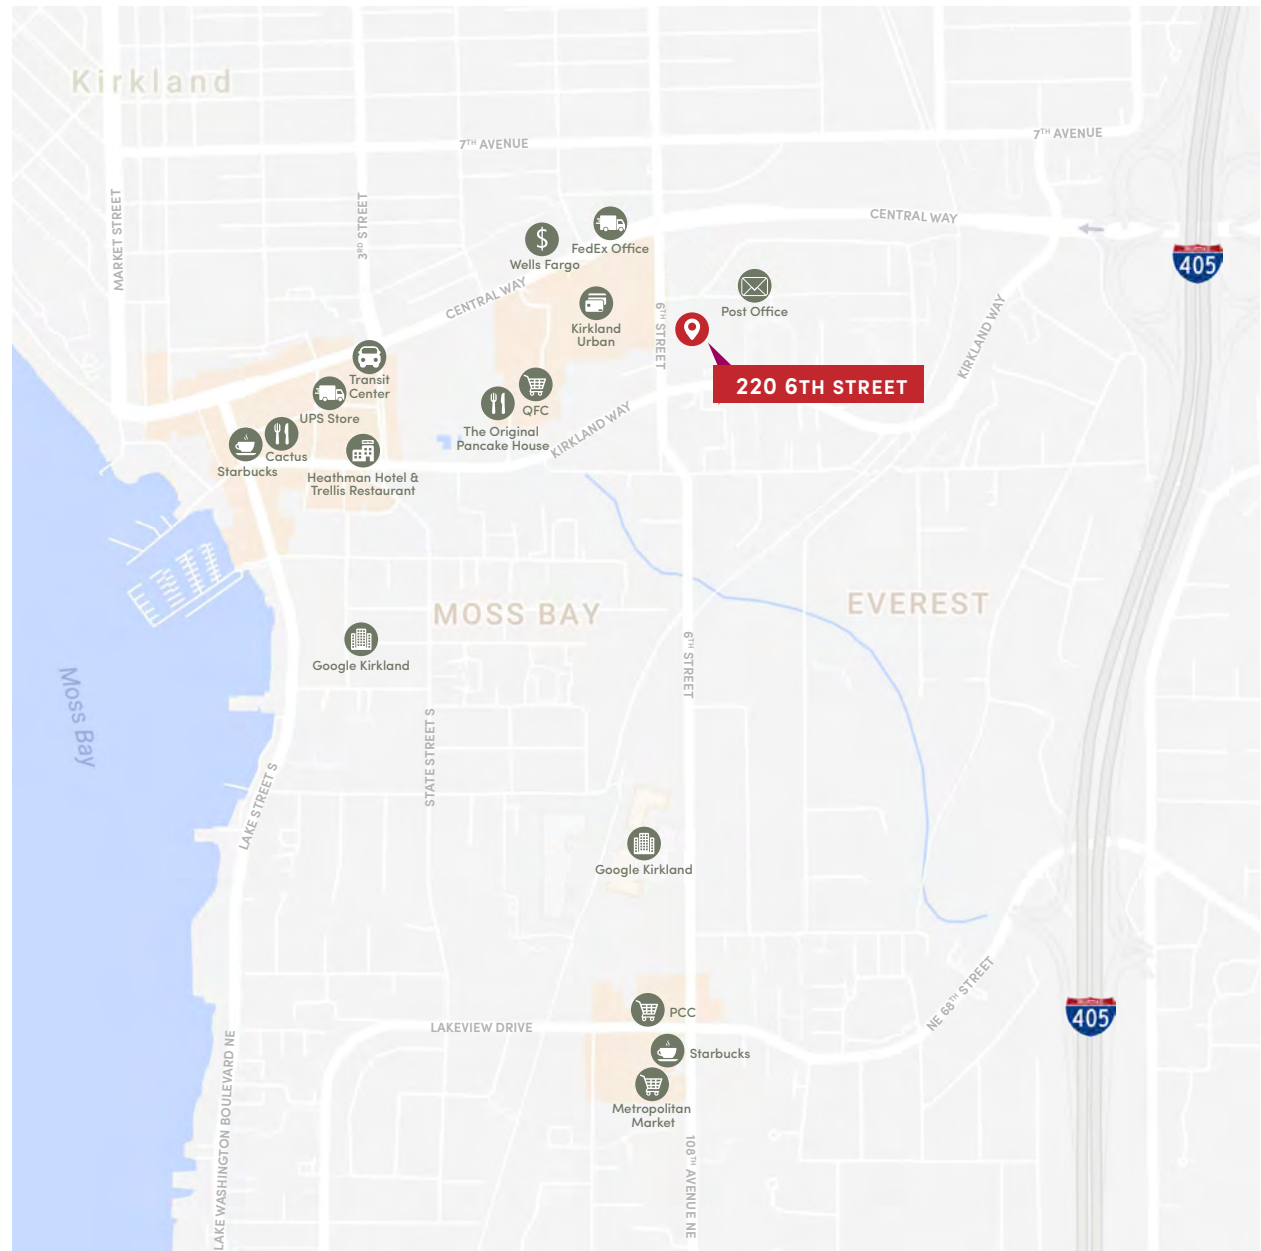 Kirkland
7TH AVENUE
7TH AVENUE
MARKET STREET
3RD STREET
CENTRAL WAY
FedEx Office
$
Wells Fargo
405
CENTRAL WAY
Post Office
Kirkland
Urban
6TH STREET
KIRKLAND WAY
220 6TH STREET
Transit
Center
UPS Store
QFC
The Original
Pancake House
KIRKLAND WAY
Cactus
Starbucks
Heathman Hotel &
Trellis Restaurant
MOSS BAY
EVEREST
Google Kirkland
6TH STREET
Moss Bay
STATE STREET S
LAKE STREET S
Google Kirkland
NE 68TH STREET
405
PCC
LAKEVIEW DRIVE
Starbucks
Metropolitan
Market
LAKE WASHINGTON BOULEVARD NE
108TH AVENUE NE